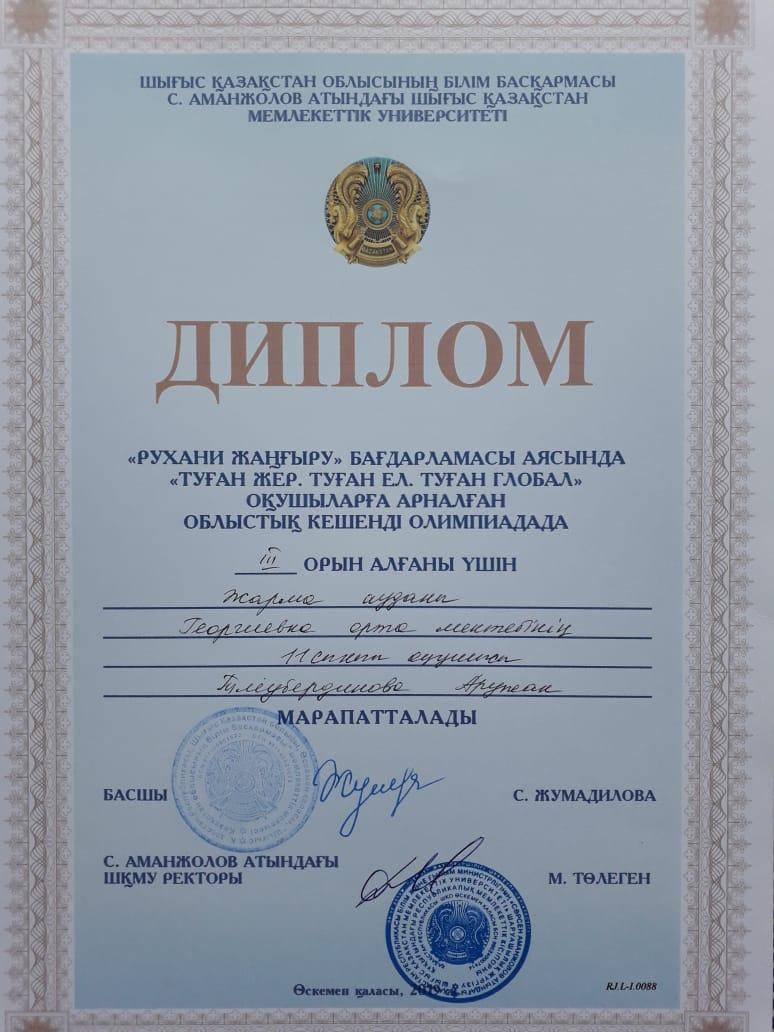 ШЫҒЫС ҚАЗАҚСТАН ОБЛЫСЫНЫҢ БІЛІМ БАСҚАРМАСЫ
С. АМАНЖОЛОВ АТЫНДАҒЫ ШЫҒЫС ҚАЗАҚСТАН
МЕМЛЕКЕТТІК УНИВЕРСИТЕТІ
ҚАЗАҚСТАН
ДИПЛОМ
«РУХАНИ ЖАҢҒЫРУ» БАҒДАРЛАМАСЫ АЯСЫНДА
«ТУҒАН ЖЕР. ТУҒАН ЕЛ. ТУҒАН ГЛОБАЛ»
ОҚУШЫЛАРҒА АРНАЛҒАН
ОБЛЫСТЫҚ КЕШЕНДІ ОЛИМПИАДАДА
III ОРЫН АЛҒАНЫ ҮШІН
Жарма ауданы
Георгиевка орта мектебінің
11 сынып оқушысы
Тілеубердинова Аружан
МАРАПАТТАЛАДЫ
БАСШЫ С. ЖУМАДИЛОВА
С. АМАНЖОЛОВ АТЫНДАҒЫ
ШҚМУ РЕКТОРЫ М. ТӨЛЕГЕН
Өскемен қаласы,
RJ.L-I.0088